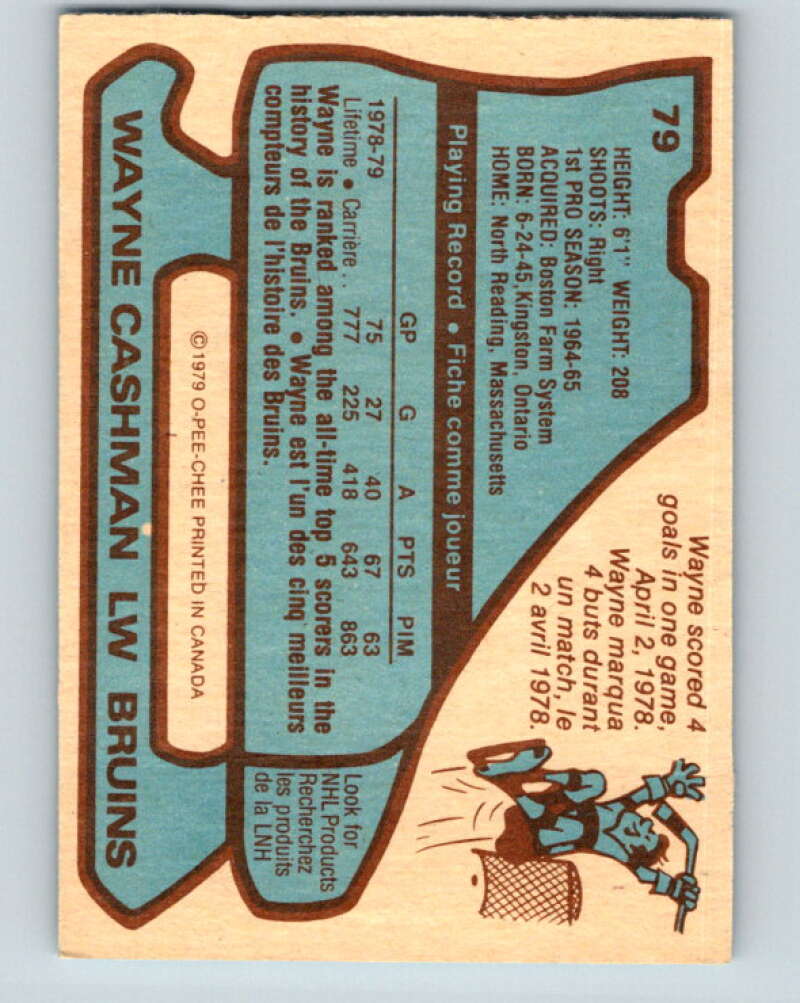 79
HEIGHT: 6'1" WEIGHT: 208
SHOOTS: Right
1st PRO SEASON: 1964-65
ACQUIRED: Boston Farm System
BORN: 6-24-45, Kingston, Ontario
HOME: North Reading, Massachusetts
Wayne scored 4
goals in one game,
April 2, 1978.
Wayne marqua
4 buts durant
un match, le
2 avril 1978.
Playing Record • Fiche comme joueur
GP G A PTS PIM
1978-79 75 27 40 67 63
Lifetime • Carrière . . 777 225 418 643 863
Wayne is ranked among the all-time top 5 scorers in the
history of the Bruins. • Wayne est l'un des cinq meilleurs
compteurs de l'histoire des Bruins.
Look for
NHL Products
Recherchez
les produits
de la LNH
©1979 O-PEE-CHEE PRINTED IN CANADA
WAYNE CASHMAN LW BRUINS